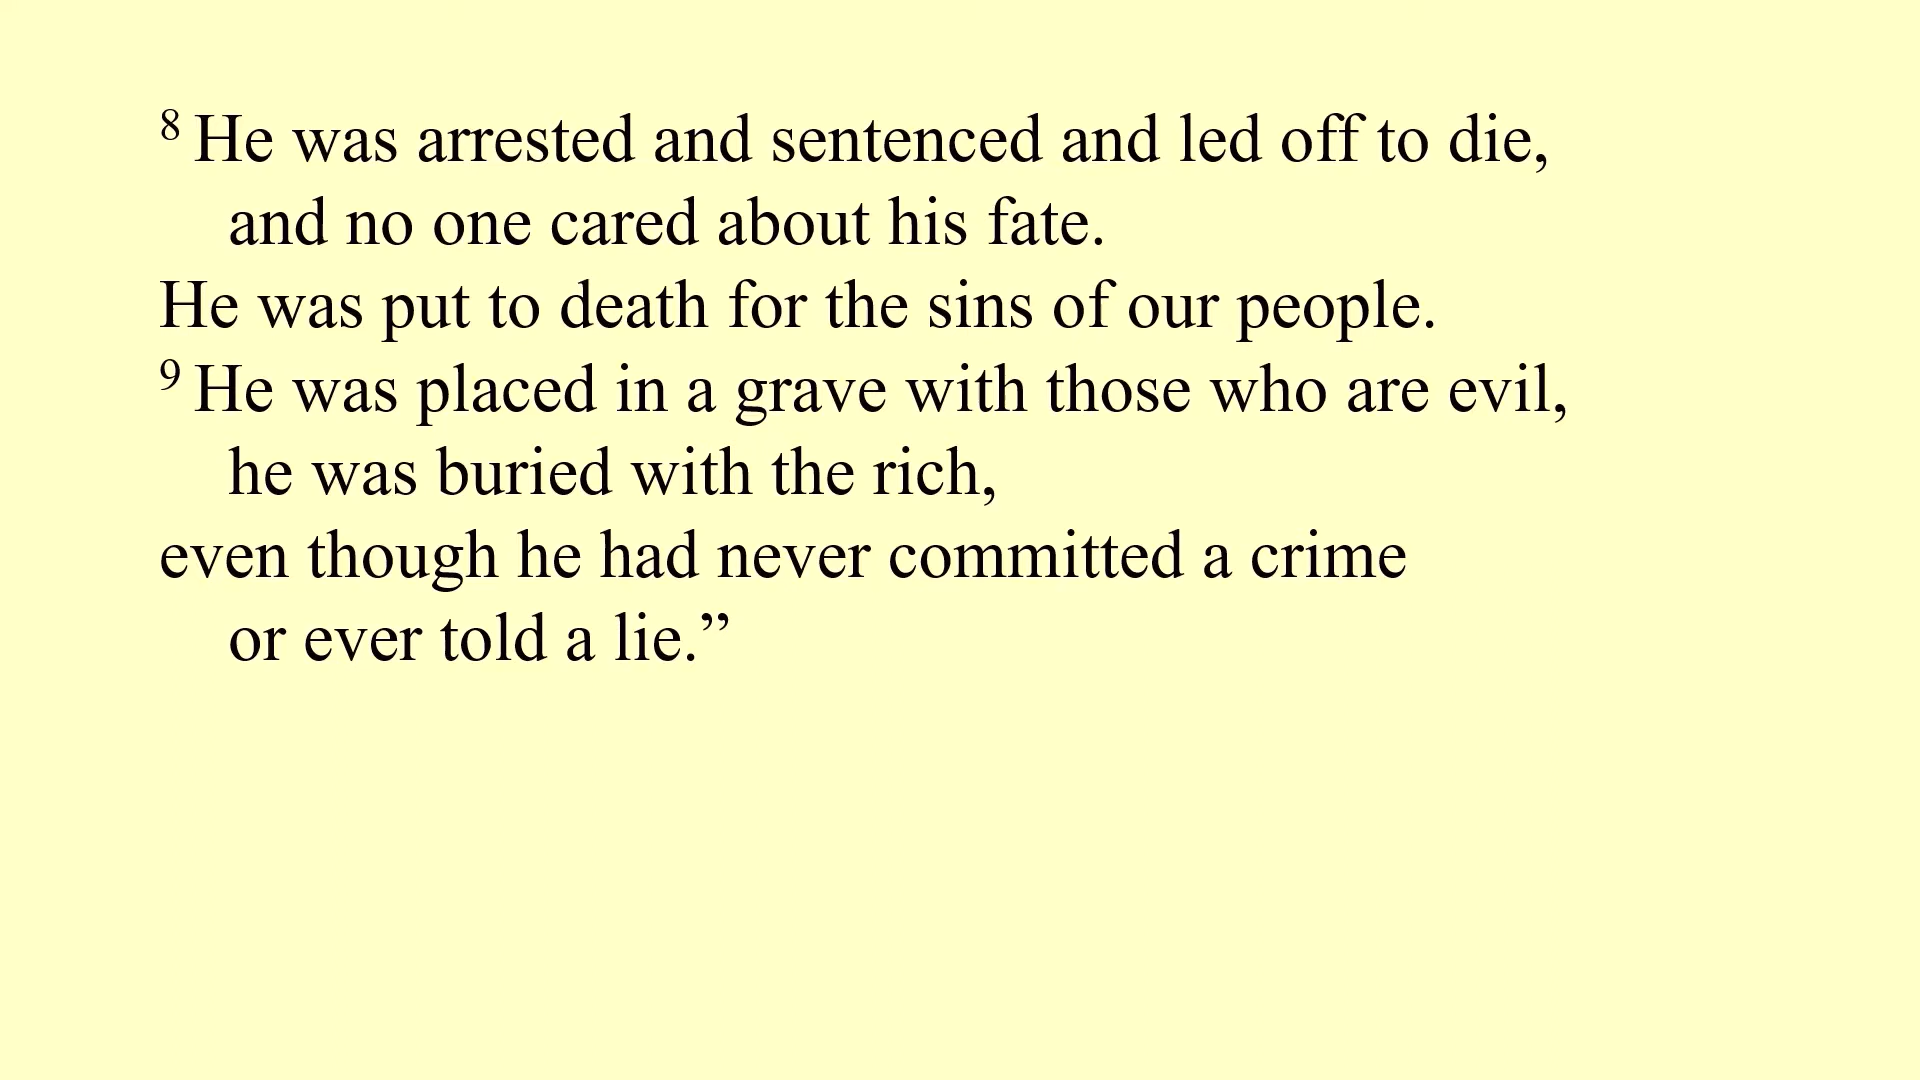 8 He was arrested and sentenced and led off to die,
and no one cared about his fate.
He was put to death for the sins of our people.
9 He was placed in a grave with those who are evil,
he was buried with the rich,
even though he had never committed a crime
or ever told a lie.”